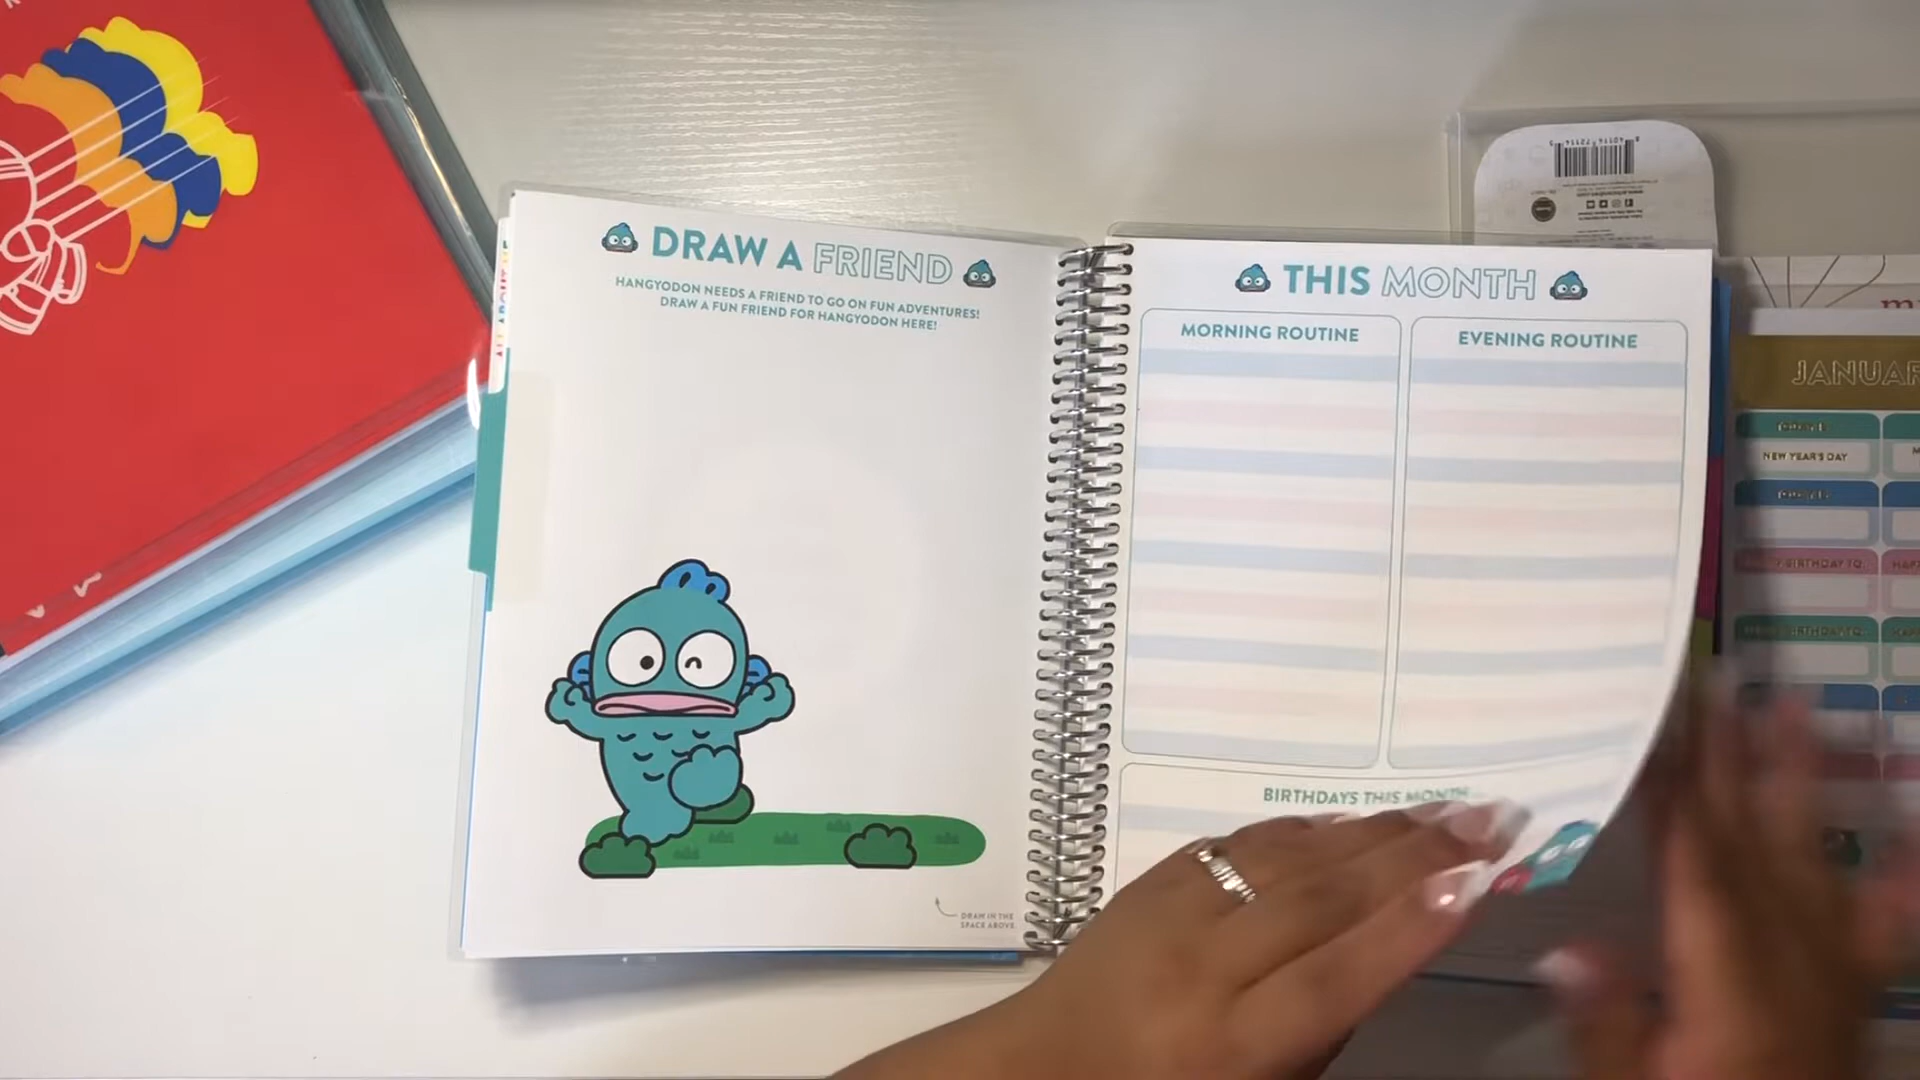 DRAW A FRIEND
HANGYODON NEEDS A FRIEND TO GO ON FUN ADVENTURES!
DRAW A FUN FRIEND FOR HANGYODON HERE!
DRAW IN THE
SPACE ABOVE.
THIS MONTH
MORNING ROUTINE
EVENING ROUTINE
BIRTHDAYS THIS MONTH
JANUAR
NEW YEAR'S DAY
BIRTHDAY TO